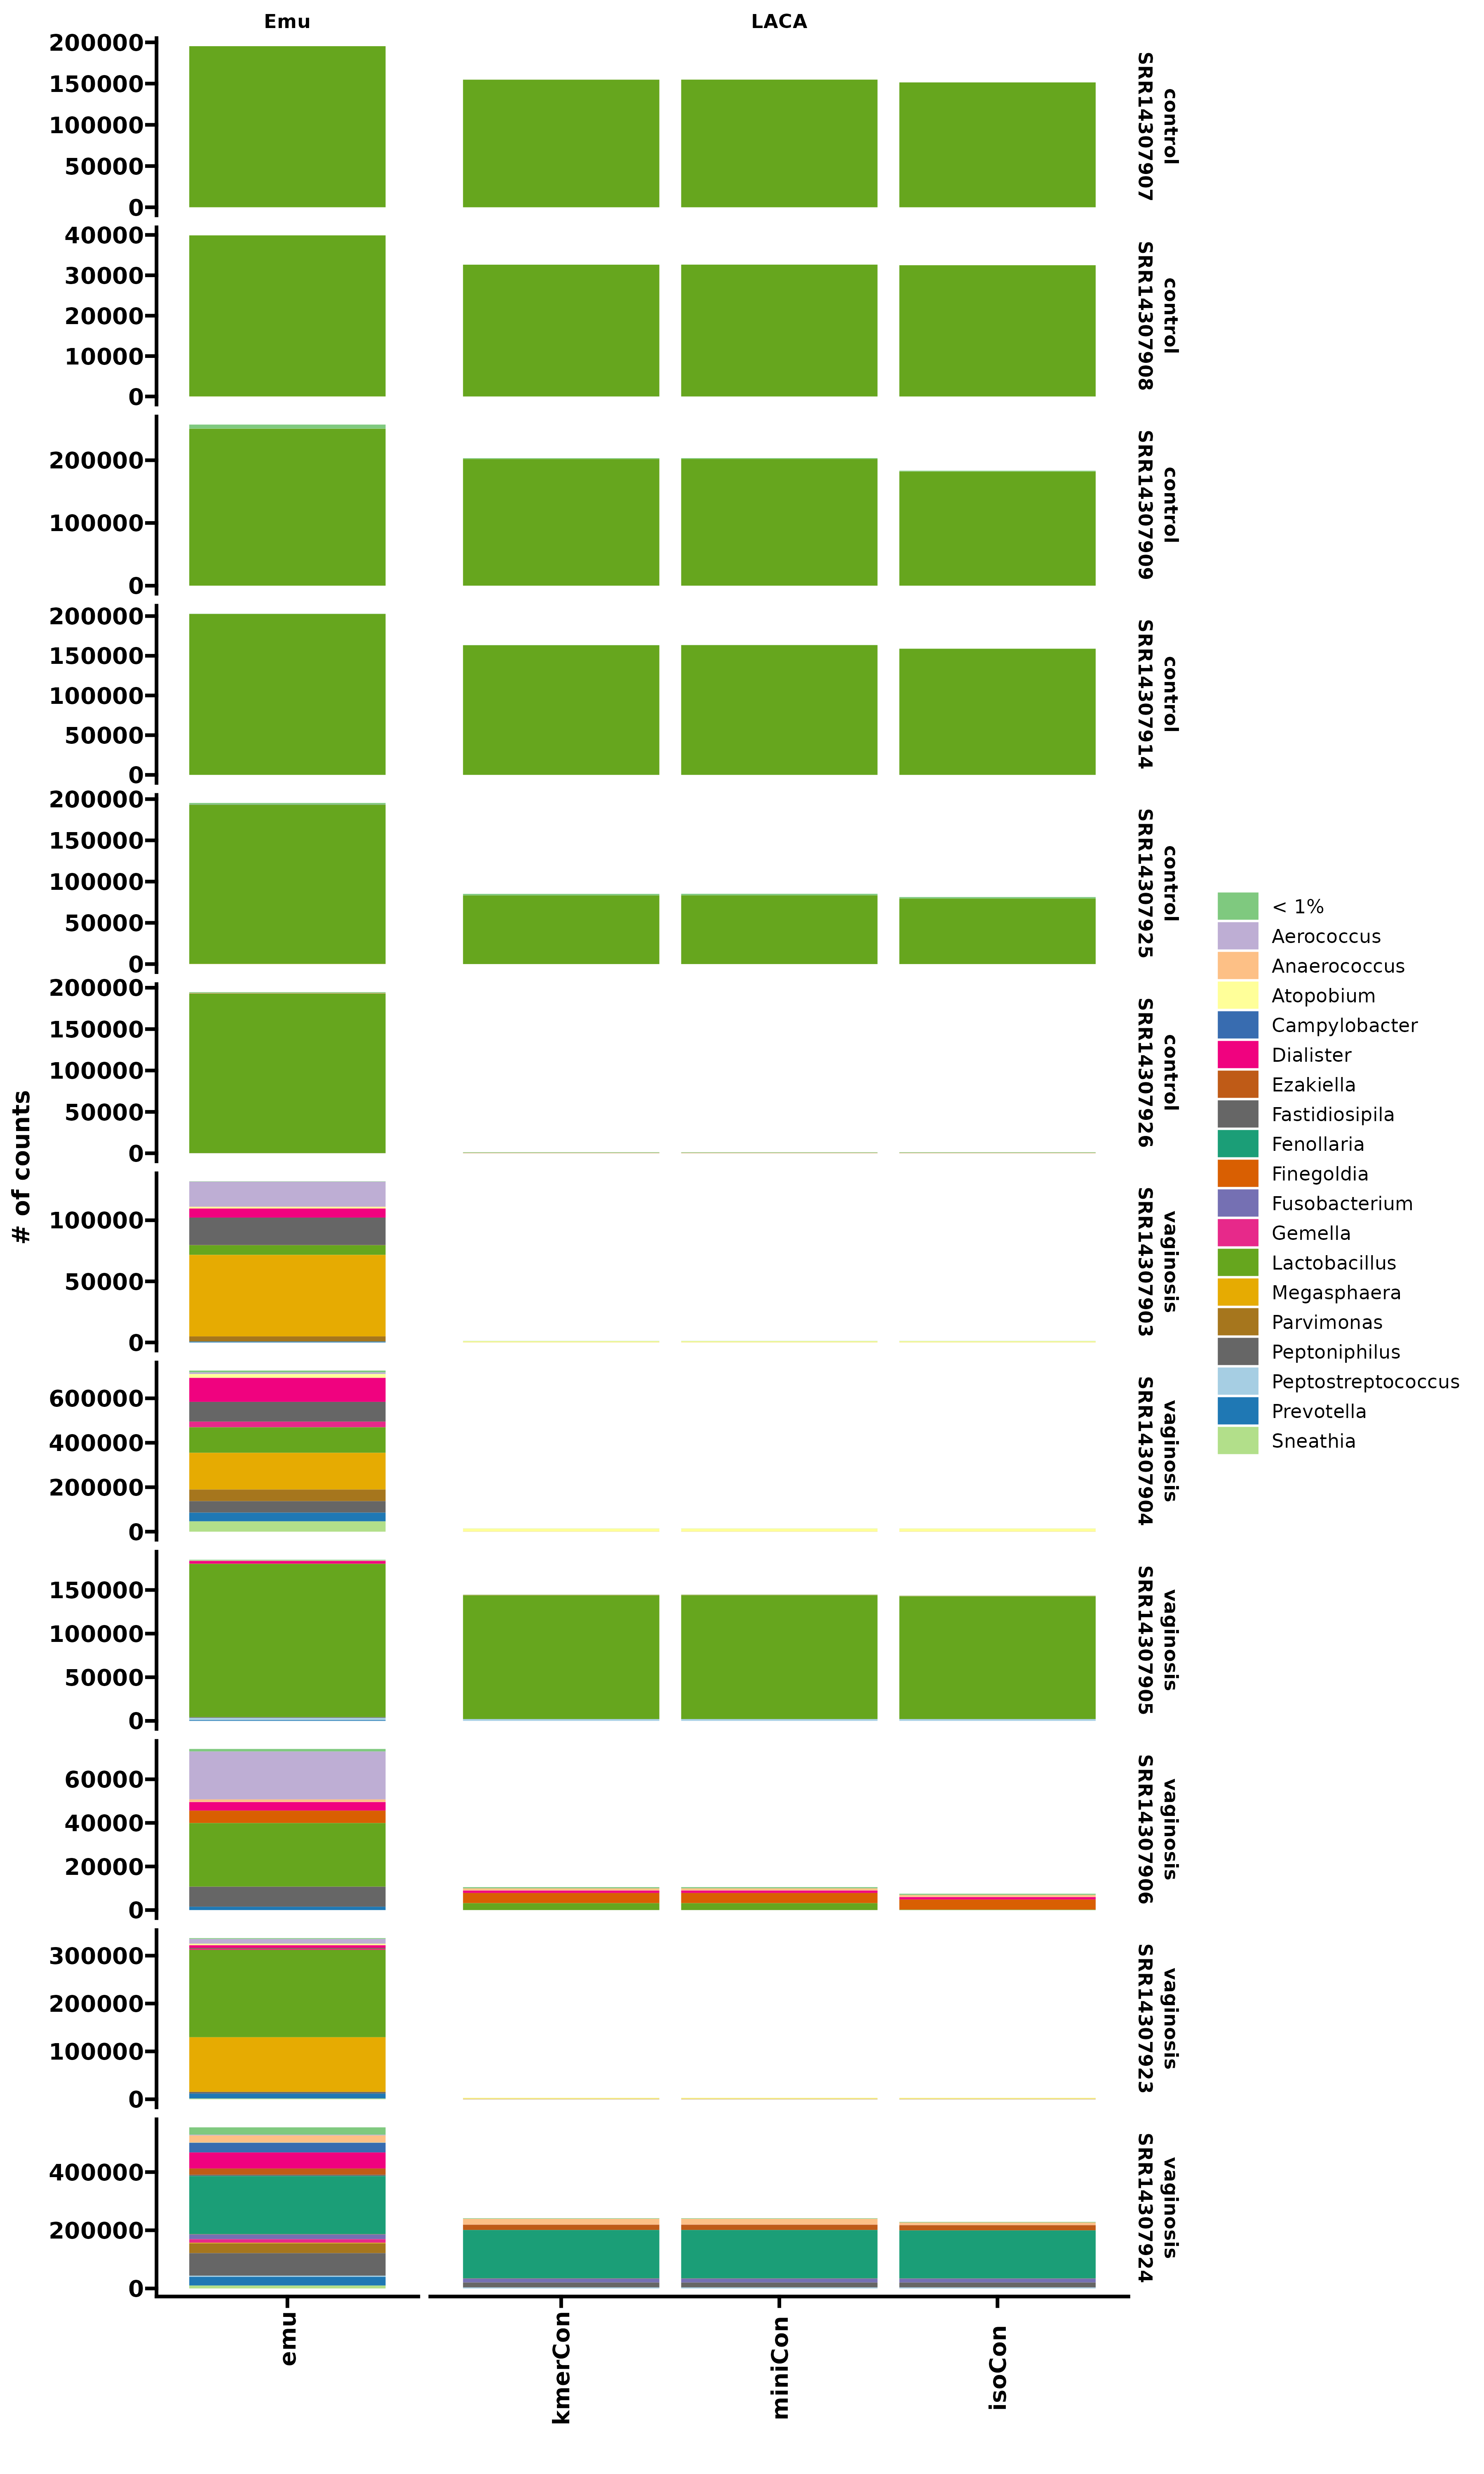 Emu
LACA
200000
150000
100000
50000
0
control
SRR14307907
40000
30000
20000
10000
0
control
SRR14307908
200000
100000
0
control
SRR14307909
200000
150000
100000
50000
0
control
SRR14307914
200000
150000
100000
50000
0
control
SRR14307925
200000
150000
100000
50000
0
control
SRR14307926
100000
50000
0
vaginosis
SRR14307903
600000
400000
200000
0
vaginosis
SRR14307904
150000
100000
50000
0
vaginosis
SRR14307905
60000
40000
20000
0
vaginosis
SRR14307906
300000
200000
100000
0
vaginosis
SRR14307923
400000
200000
0
vaginosis
SRR14307924
# of counts
emu
kmerCon
miniCon
isoCon
< 1%
Aerococcus
Anaerococcus
Atopobium
Campylobacter
Dialister
Ezakiella
Fastidiosipila
Fenollaria
Finegoldia
Fusobacterium
Gemella
Lactobacillus
Megasphaera
Parvimonas
Peptoniphilus
Peptostreptococcus
Prevotella
Sneathia